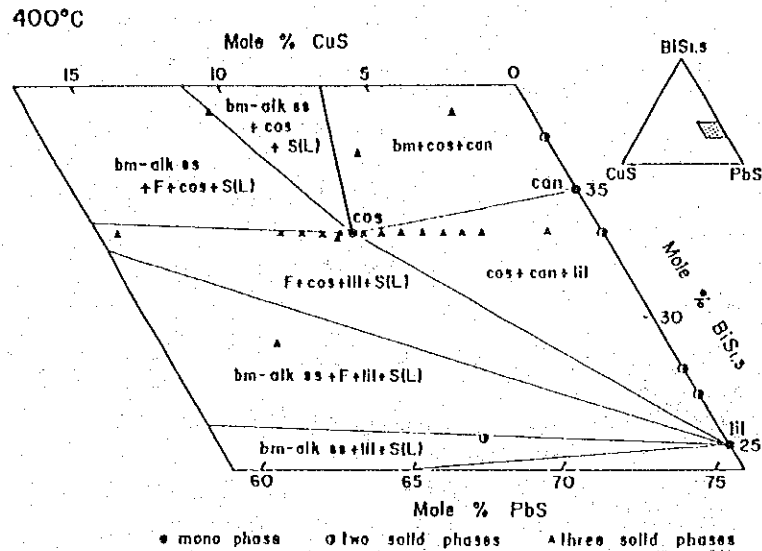 400°C
Mole % CuS
15
10
5
0
BiS1.5
CuS
PbS
bm-alk ss
+ cos
+ S(L)
bm+cos+can
bm-alk ss
+F+cos+S(L)
can
35
cos
F+cos+lil+S(L)
cos+can+lil
Mole % BiS1.5
30
bm-alk ss+F+lil+S(L)
lil
25
bm-alk ss+lil+S(L)
60
65
70
75
Mole % PbS
● mono phase ◑ two solid phases ▲ three solid phases